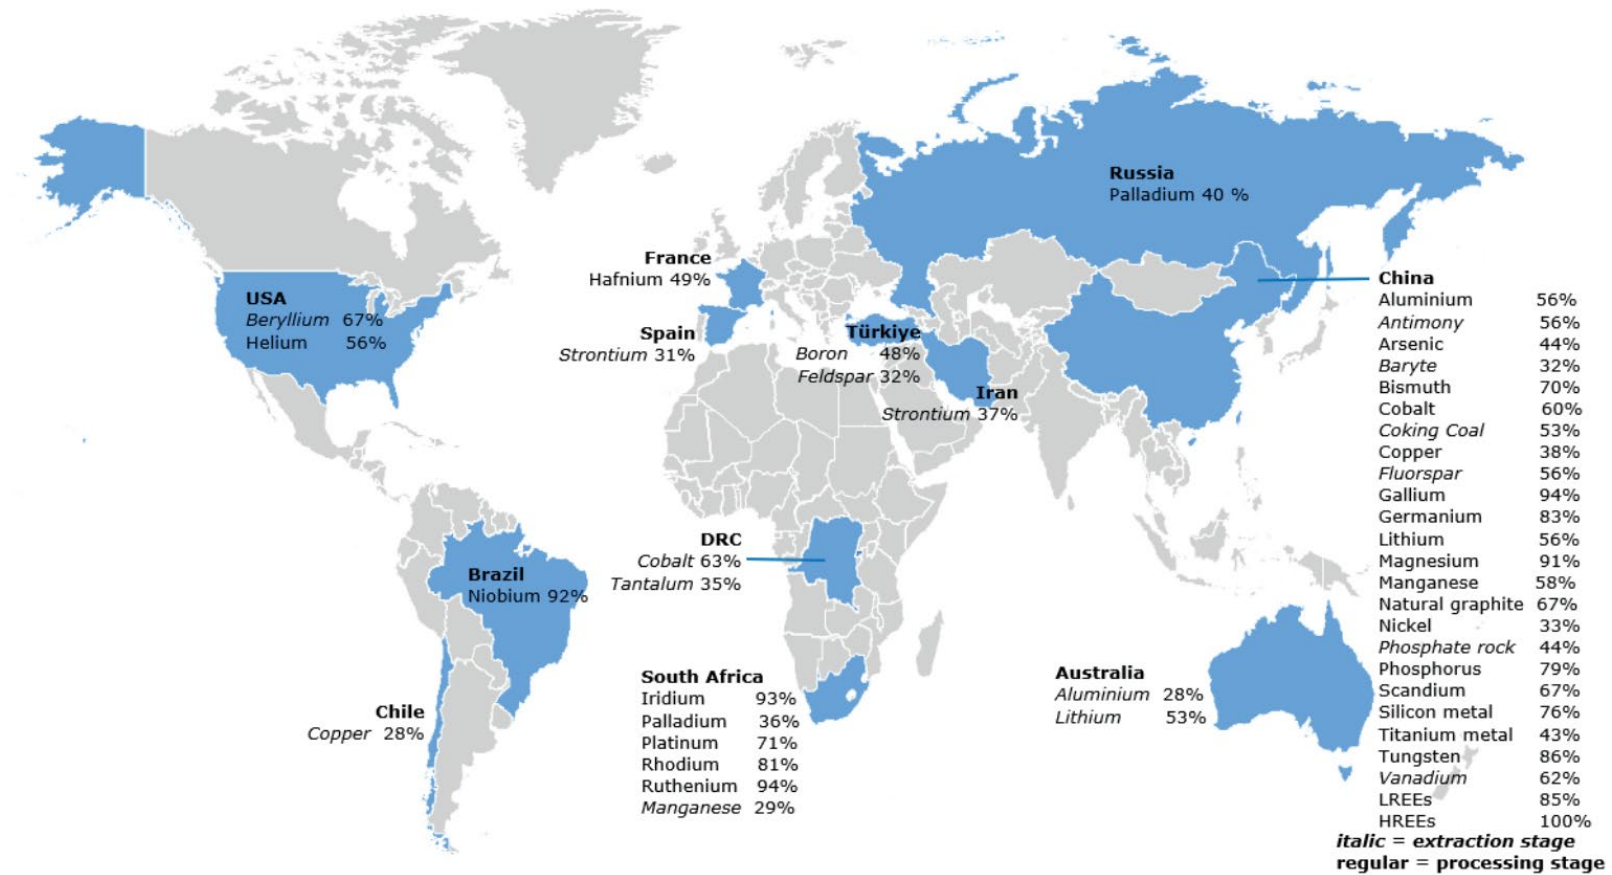 Russia
Palladium 40 %
France
Hafnium 49%
USA
Beryllium 67%
Helium 56%
Spain
Strontium 31%
Türkiye
Boron 48%
Feldspar 32%
Iran
Strontium 37%
China
Aluminium 56%
Antimony 56%
Arsenic 44%
Baryte 32%
Bismuth 70%
Cobalt 60%
Coking Coal 53%
Copper 38%
Fluorspar 56%
Gallium 94%
Germanium 83%
Lithium 56%
Magnesium 91%
Manganese 58%
Natural graphite 67%
Nickel 33%
Phosphate rock 44%
Phosphorus 79%
Scandium 67%
Silicon metal 76%
Titanium metal 43%
Tungsten 86%
Vanadium 62%
LREEs 85%
HREEs 100%
DRC
Cobalt 63%
Tantalum 35%
Brazil
Niobium 92%
South Africa
Iridium 93%
Palladium 36%
Platinum 71%
Rhodium 81%
Ruthenium 94%
Manganese 29%
Australia
Aluminium 28%
Lithium 53%
Chile
Copper 28%
italic = extraction stage
regular = processing stage